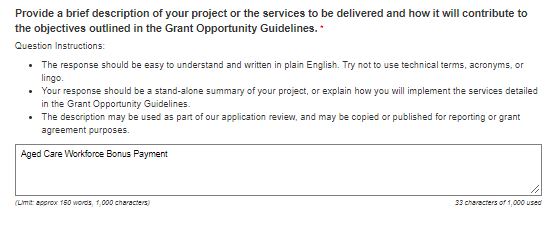 Provide a brief description of your project or the services to be delivered and how it will contribute to
the objectives outlined in the Grant Opportunity Guidelines. *
Question Instructions:
• The response should be easy to understand and written in plain English. Try not to use technical terms, acronyms, or
lingo.
• Your response should be a stand-alone summary of your project, or explain how you will implement the services detailed
in the Grant Opportunity Guidelines.
• The description may be used as part of our application review, and may be copied or published for reporting or grant
agreement purposes.
Aged Care Workforce Bonus Payment
(Limit: approx 150 words, 1,000 characters)
33 characters of 1,000 used